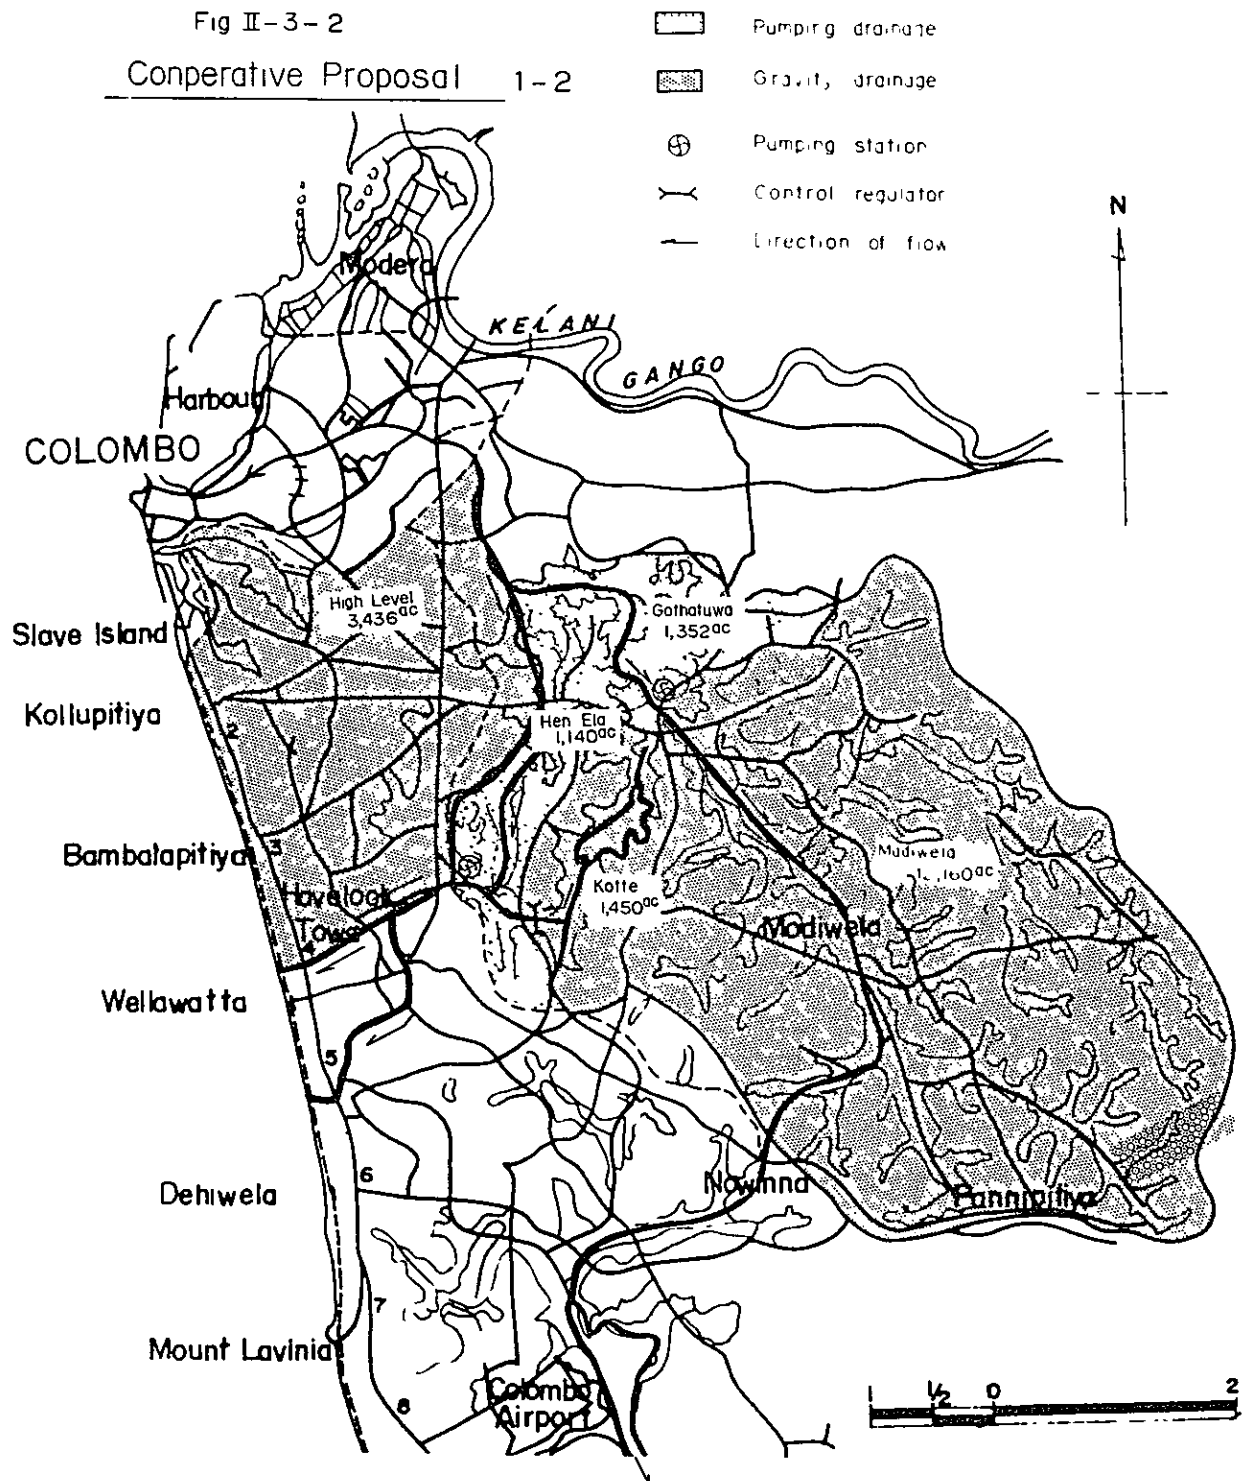 Fig II-3-2
Conperative Proposal 1-2
Pumping drainage
Gravity drainage
Pumping station
Control regulator
Direction of flow
N
Modera
KELANI
GANGO
Harbour
COLOMBO
High Level
3,436ac
Gothatuwa
1,352ac
Slave Island
Kollupitiya
2
Hen Ela
1,140ac
Bambalapitiya
3
Havelock
Town
4
Kotte
1,450ac
Madiwela
Madiwela
Wellawatta
5
6
Dehiwela
Nowinna
Pannipitiya
7
Mount Lavinia
8
Colombo
Airport
1 1/2 0 2